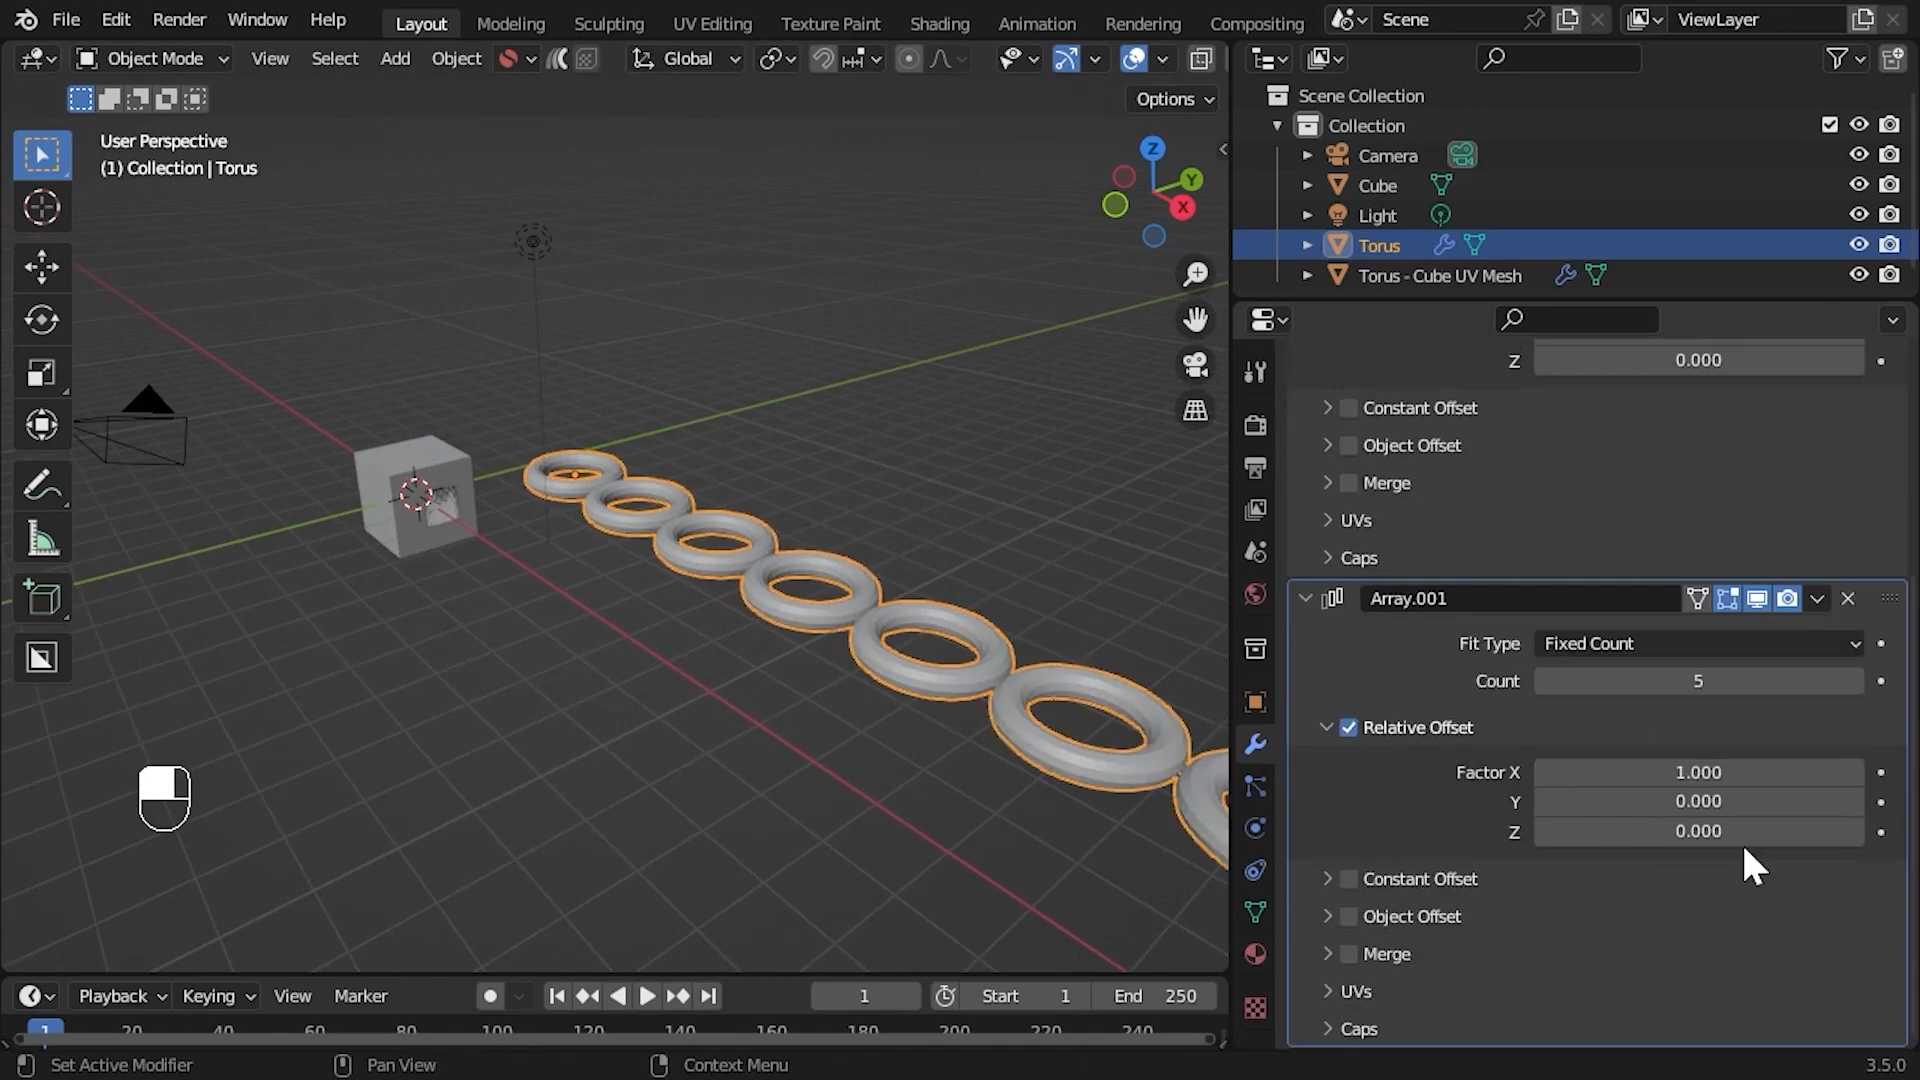 File Edit Render Window Help Layout Modeling Sculpting UV Editing Texture Paint Shading Animation Rendering Compositing Scene ViewLayer
Object Mode View Select Add Object Global
Options
User Perspective
(1) Collection | Torus
Z
Y
X
Scene Collection
Collection
Camera
Cube
Light
Torus
Torus - Cube UV Mesh
Z 0.000
Constant Offset
Object Offset
Merge
UVs
Caps
Array.001
Fit Type Fixed Count
Count 5
Relative Offset
Factor X 1.000
Y 0.000
Z 0.000
Constant Offset
Object Offset
Merge
UVs
Caps
Playback Keying View Marker 1 Start 1 End 250
1 20 40 60 80 100 120 140 160 180 200 220 240
Set Active Modifier Pan View Context Menu 3.5.0